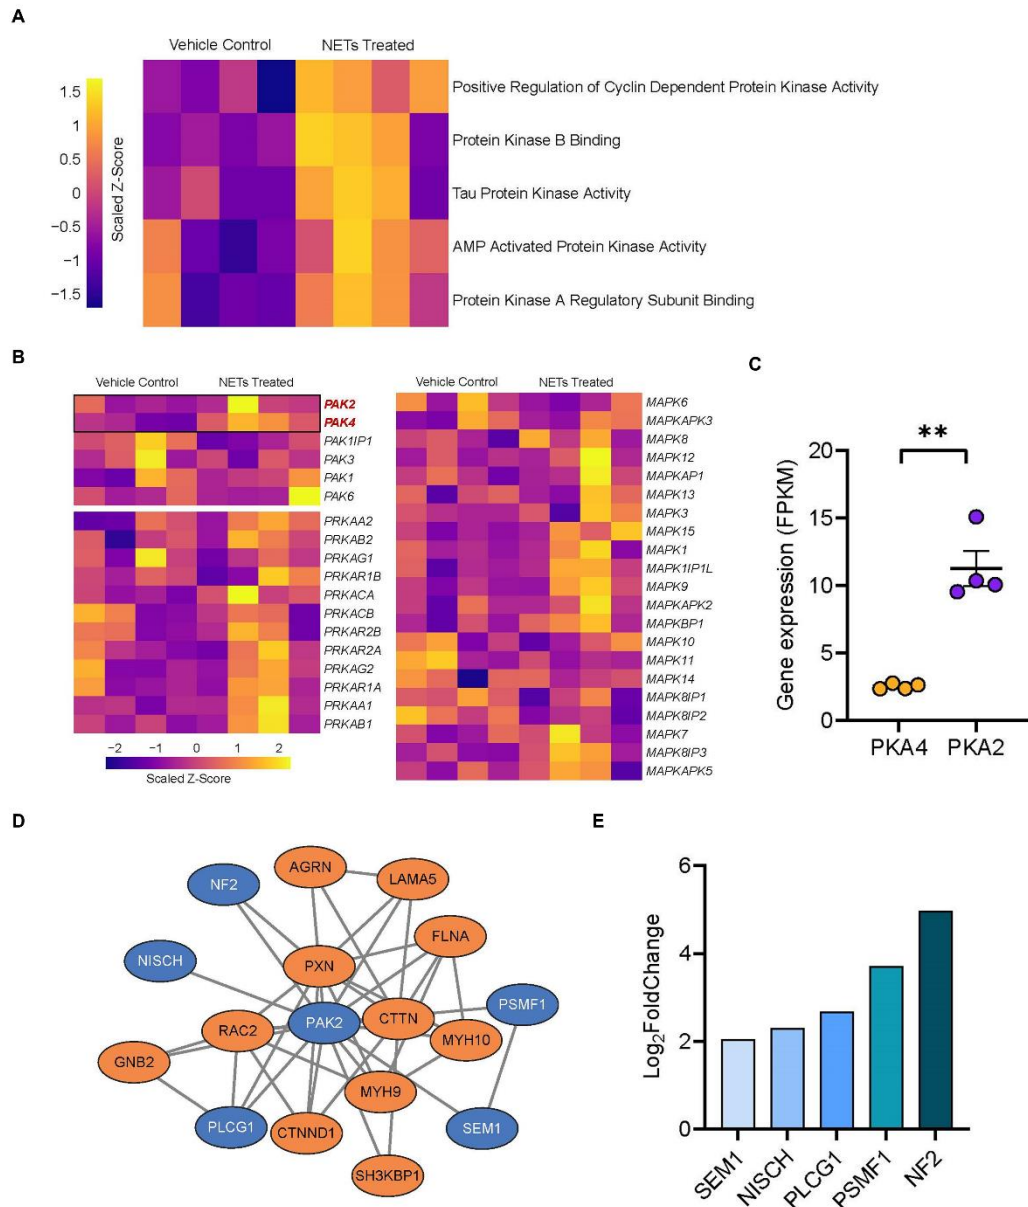 A
Vehicle Control NETs Treated
1.5
1
0.5
0
−0.5
−1
−1.5
Scaled Z-Score
Positive Regulation of Cyclin Dependent Protein Kinase Activity
Protein Kinase B Binding
Tau Protein Kinase Activity
AMP Activated Protein Kinase Activity
Protein Kinase A Regulatory Subunit Binding
B
Vehicle Control NETs Treated
PAK2
PAK4
PAK1IP1
PAK3
PAK1
PAK6
PRKAA2
PRKAB2
PRKAG1
PRKAR1B
PRKACA
PRKACB
PRKAR2B
PRKAR2A
PRKAG2
PRKAR1A
PRKAA1
PRKAB1
−2 −1 0 1 2
Scaled Z-Score
Vehicle Control NETs Treated
MAPK6
MAPKAPK3
MAPK8
MAPK12
MAPKAP1
MAPK13
MAPK3
MAPK15
MAPK1
MAPK1IP1L
MAPK9
MAPKAPK2
MAPKBP1
MAPK10
MAPK11
MAPK14
MAPK8IP1
MAPK8IP2
MAPK7
MAPK8IP3
MAPKAPK5
C
**
20
15
10
5
0
Gene expression (FPKM)
PKA4 PKA2
D
AGRN
NF2
LAMA5
FLNA
NISCH
PXN
PSMF1
PAK2
CTTN
RAC2
MYH10
GNB2
MYH9
PLCG1
CTNND1
SEM1
SH3KBP1
E
6
4
2
0
Log2FoldChange
SEM1
NISCH
PLCG1
PSMF1
NF2